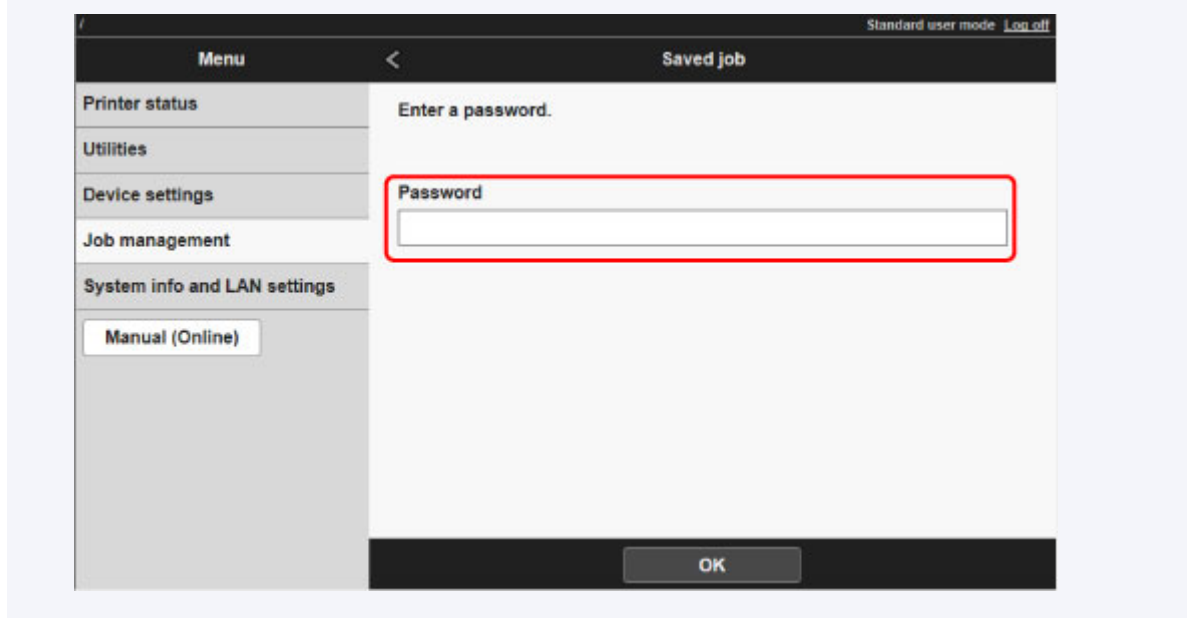 /
Standard user mode Log off
Menu
< Saved job
Printer status
Utilities
Device settings
Job management
System info and LAN settings
Manual (Online)
Enter a password.
Password
OK